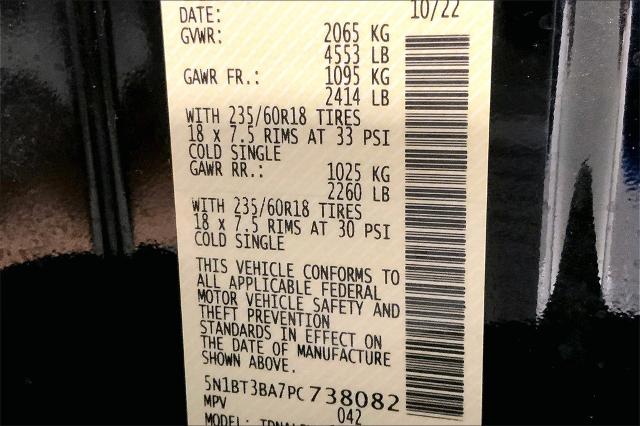 DATE: 10/22
GVWR: 2065 KG
4553 LB
GAWR FR.: 1095 KG
2414 LB
WITH 235/60R18 TIRES
18 x 7.5 RIMS AT 33 PSI
COLD SINGLE
GAWR RR.: 1025 KG
2260 LB
WITH 235/60R18 TIRES
18 x 7.5 RIMS AT 30 PSI
COLD SINGLE
THIS VEHICLE CONFORMS TO
ALL APPLICABLE FEDERAL
MOTOR VEHICLE SAFETY AND
THEFT PREVENTION
STANDARDS IN EFFECT ON
THE DATE OF MANUFACTURE
SHOWN ABOVE.
5N1BT3BA7PC738082
MPV 042
MODEL: